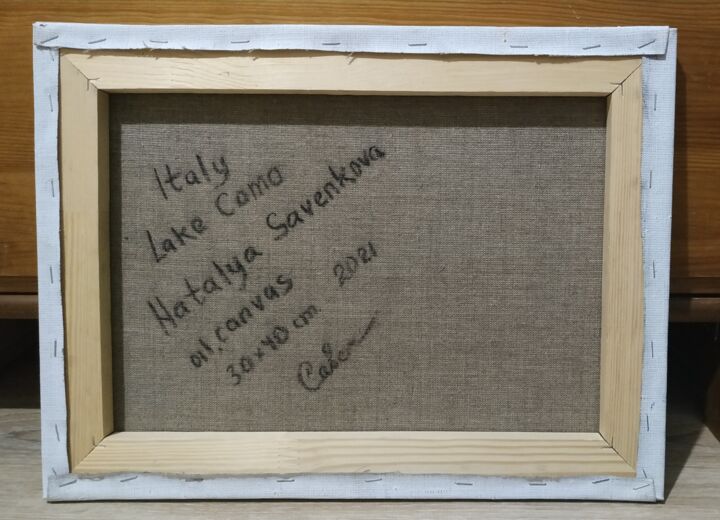 Italy
Lake Como
Natalya Savenkova
oil, canvas
30x40 cm 2021